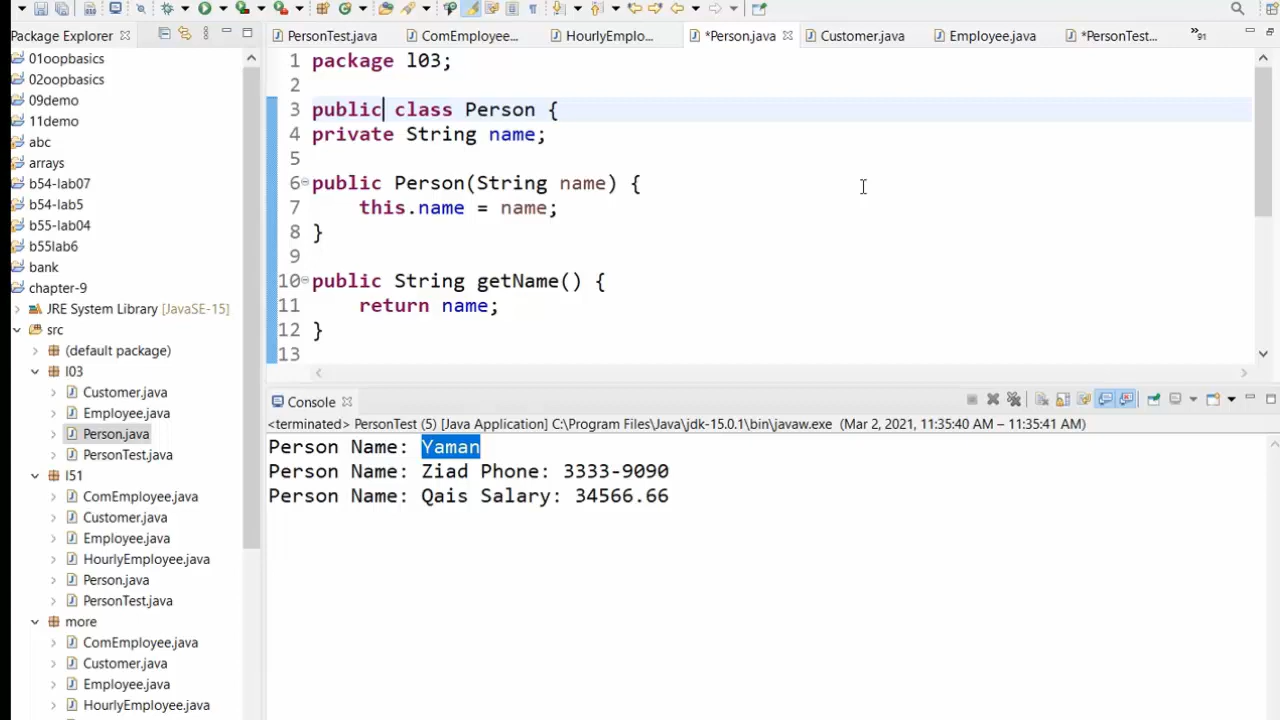 Package Explorer
PersonTest.java
ComEmployee...
HourlyEmplo...
*Person.java
Customer.java
Employee.java
*PersonTest...
»91
01oopbasics
02oopbasics
09demo
11demo
abc
arrays
b54-lab07
b54-lab5
b55-lab04
b55lab6
bank
chapter-9
JRE System Library [JavaSE-15]
src
(default package)
l03
Customer.java
Employee.java
Person.java
PersonTest.java
l51
ComEmployee.java
Customer.java
Employee.java
HourlyEmployee.java
Person.java
PersonTest.java
more
ComEmployee.java
Customer.java
Employee.java
HourlyEmployee.java
1 package l03;
2
3 public class Person {
4 private String name;
5
6 public Person(String name) {
7 this.name = name;
8 }
9
10 public String getName() {
11 return name;
12 }
13
Console
<terminated> PersonTest (5) [Java Application] C:\Program Files\Java\jdk-15.0.1\bin\javaw.exe (Mar 2, 2021, 11:35:40 AM – 11:35:41 AM)
Person Name: Yaman
Person Name: Ziad Phone: 3333-9090
Person Name: Qais Salary: 34566.66